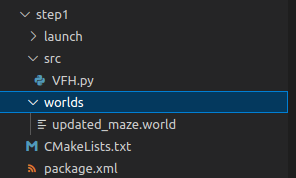 step1
launch
src
VFH.py
worlds
updated_maze.world
CMakeLists.txt
package.xml